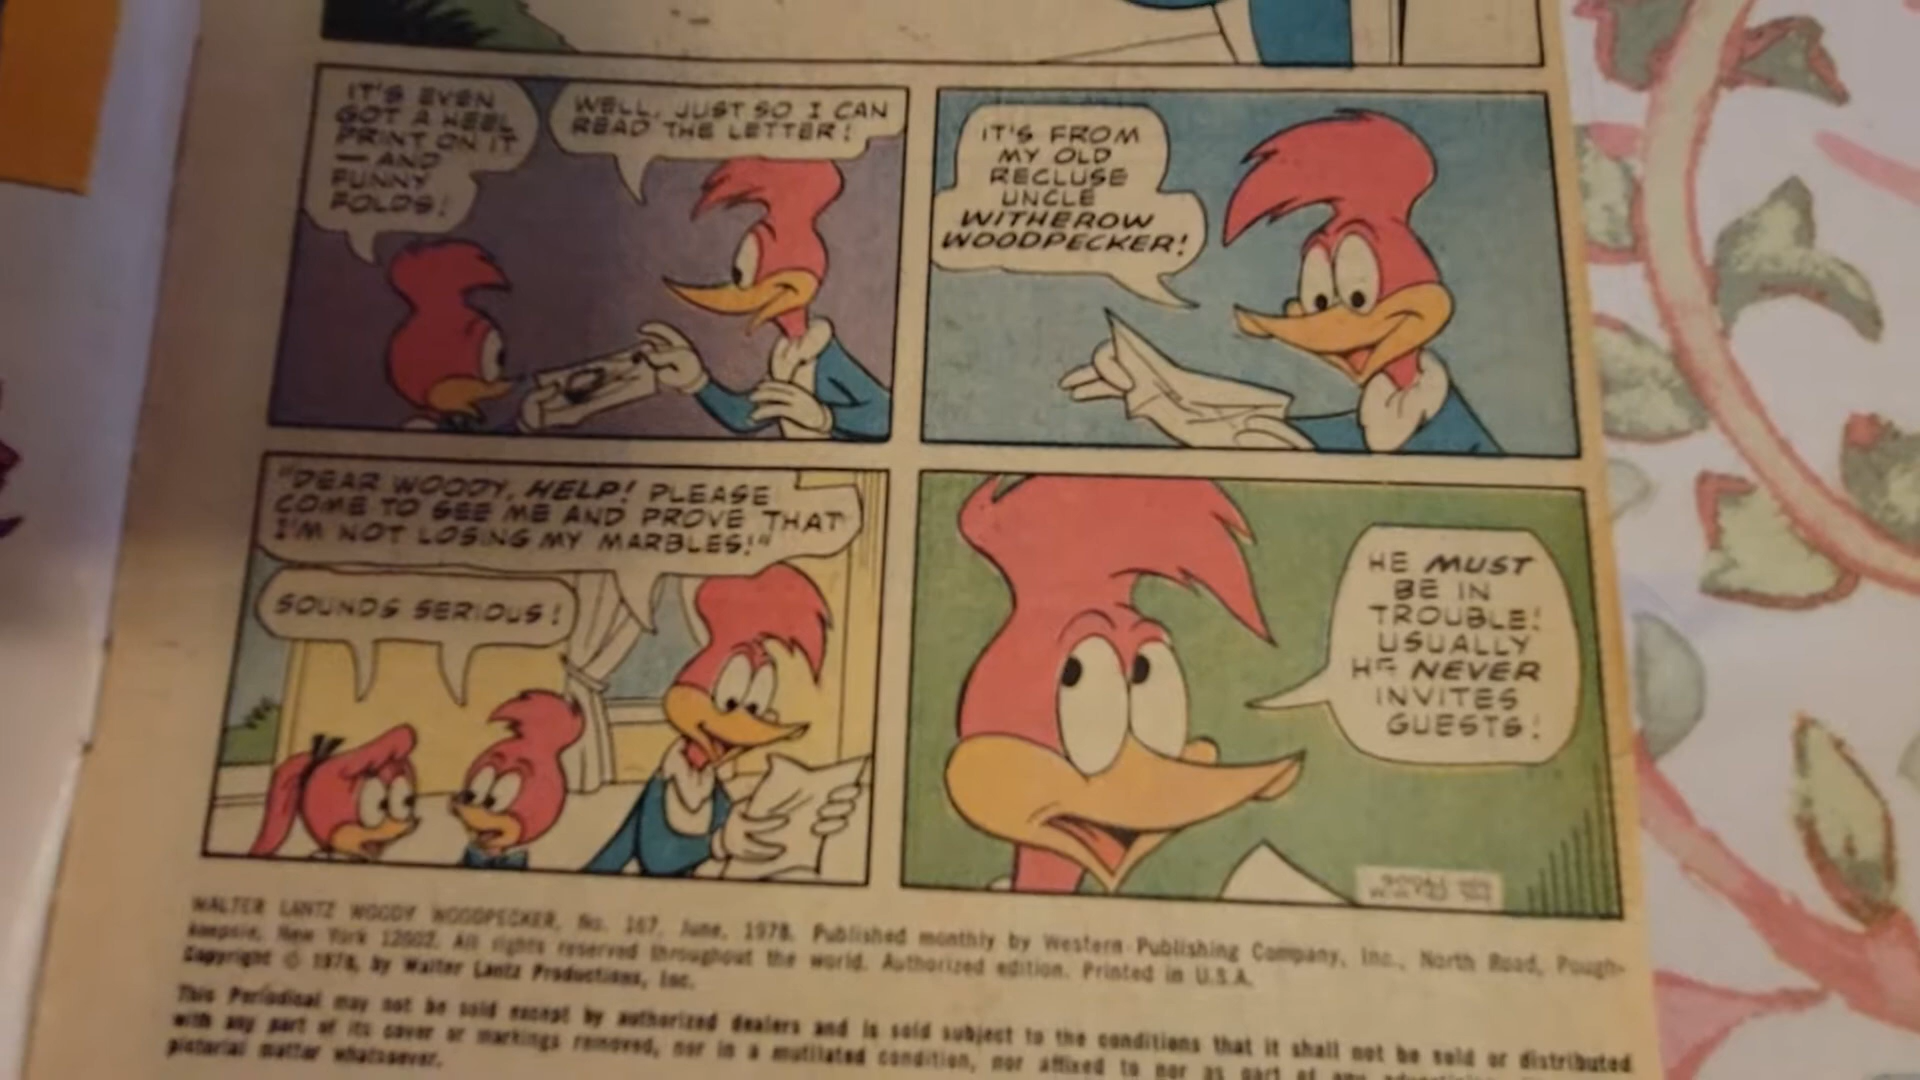 IT'S EVEN
GOT A HEEL
PRINT ON IT
— AND
FUNNY
FOLDS!
WELL, JUST SO I CAN
READ THE LETTER!
IT'S FROM
MY OLD
RECLUSE
UNCLE
WITHEROW
WOODPECKER!
"DEAR WOODY, HELP! PLEASE
COME TO SEE ME AND PROVE THAT
I'M NOT LOSING MY MARBLES!"
SOUNDS SERIOUS!
HE MUST
BE IN
TROUBLE!
USUALLY
HE NEVER
INVITES
GUESTS!
WALTER LANTZ WOODY WOODPECKER, No. 167, June, 1978. Published monthly by Western Publishing Company, Inc., North Road, Pough-
keepsie, New York 12602. All rights reserved throughout the world. Authorized edition. Printed in U.S.A.
Copyright © 1978, by Walter Lantz Productions, Inc.
This Periodical may not be sold except by authorized dealers and is sold subject to the conditions that it shall not be sold or distributed
with any part of its cover or markings removed, nor in a mutilated condition, nor affixed to nor as part of any advertising,
pictorial matter whatsoever.